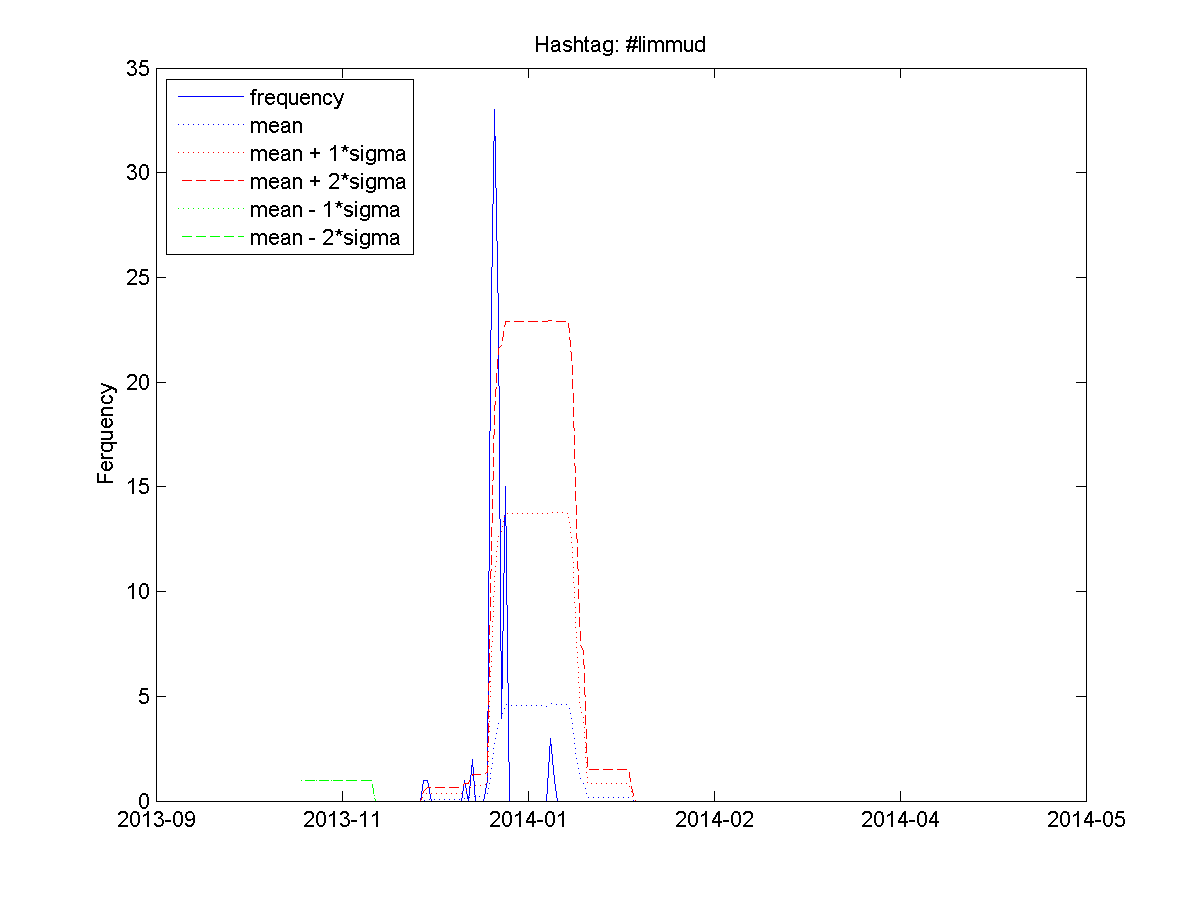 Hashtag: #limmud
35
30
25
20
15
10
5
0
Ferquency
frequency
mean
mean + 1*sigma
mean + 2*sigma
mean - 1*sigma
mean - 2*sigma
2013-09 2013-11 2014-01 2014-02 2014-04 2014-05